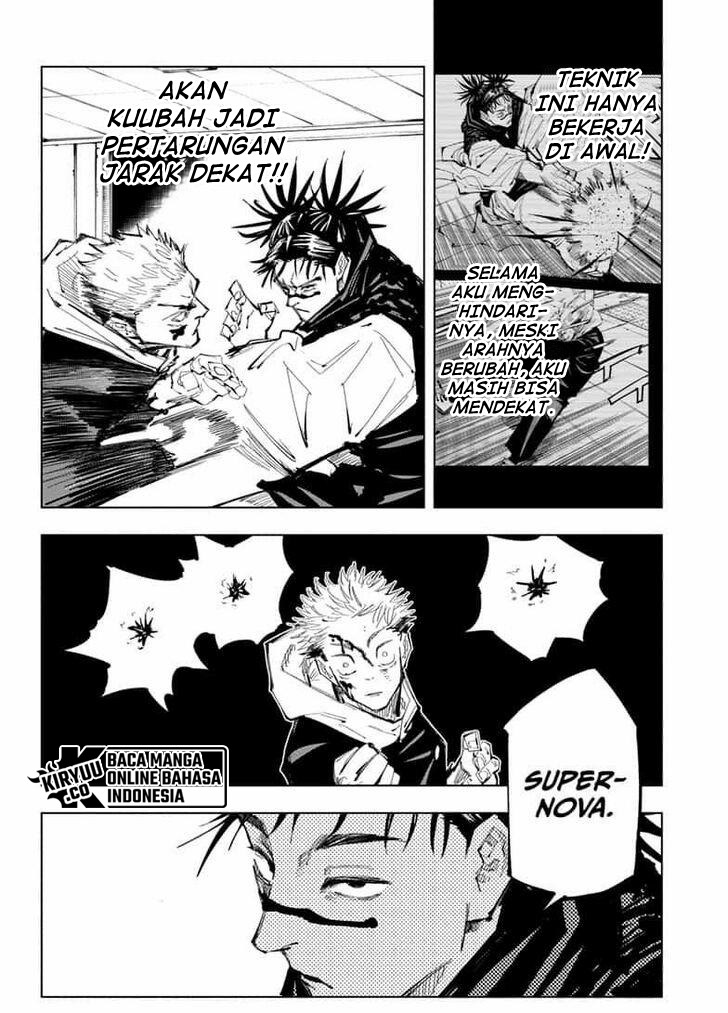 TEKNIK
INI HANYA
BEKERJA
DI AWAL!
SELAMA
AKU MENG-
HINDARI-
NYA, MESKI
ARAHNYA
BERUBAH, AKU
MASIH BISA
MENDEKAT.
AKAN
KUUBAH JADI
PERTARUNGAN
JARAK DEKAT!!
SUPER-
NOVA.
KIRYUU
.CO
BACA MANGA
ONLINE BAHASA
INDONESIA